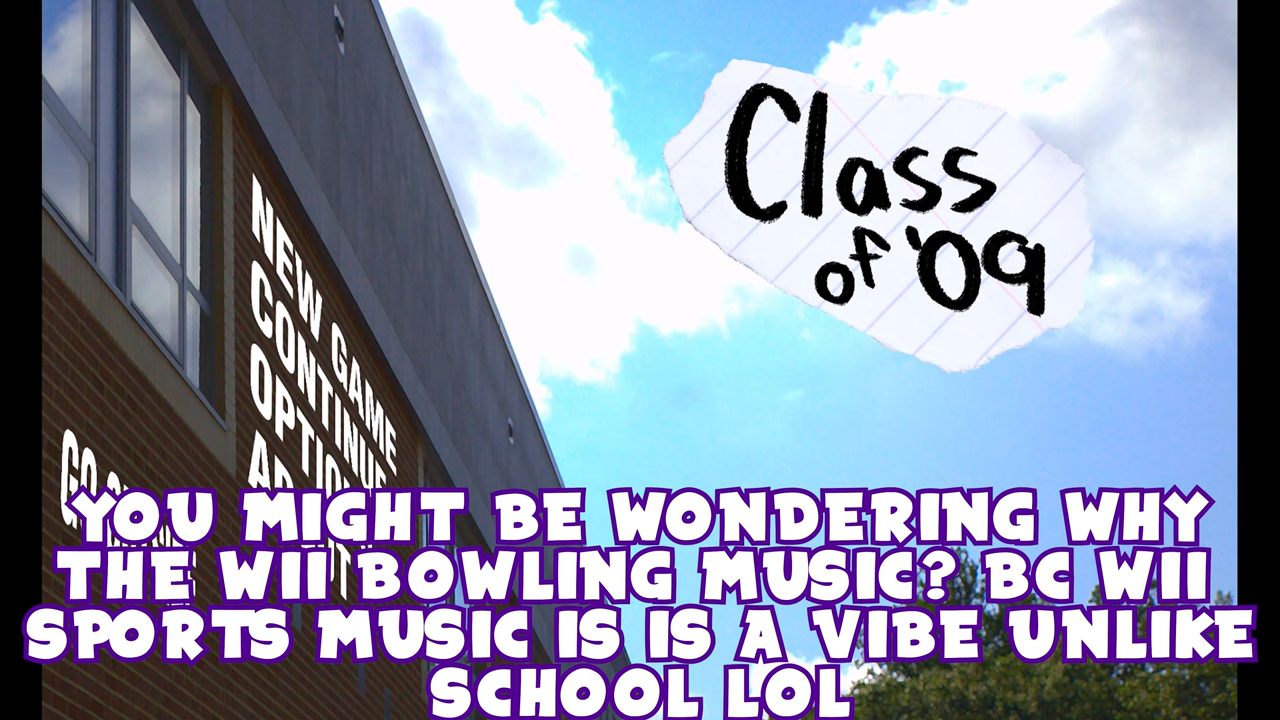 Class
of '09
NEW GAME
CONTINUE
YOU MIGHT BE WONDERING WHY
THE WII BOWLING MUSIC? BC WII
SPORTS MUSIC IS IS A VIBE UNLIKE
SCHOOL LOL